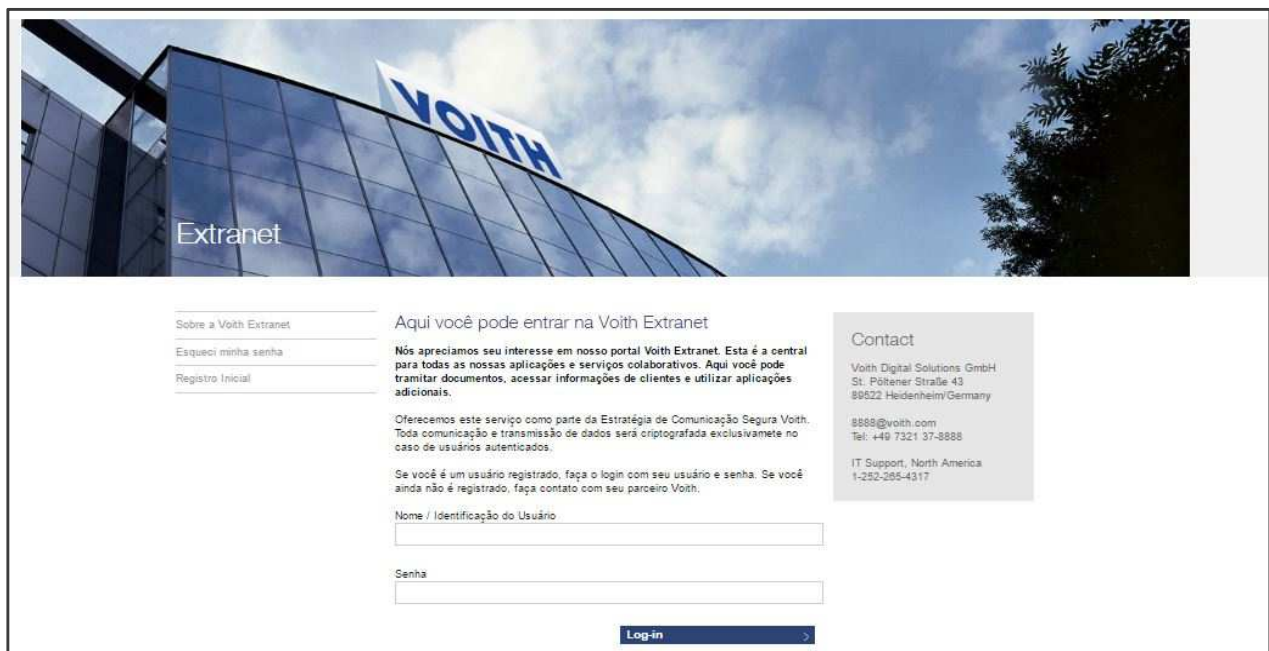 VOITH
Extranet
Sobre a Voith Extranet
Esqueci minha senha
Registro Inicial
Aqui você pode entrar na Voith Extranet
Nós apreciamos seu interesse em nosso portal Voith Extranet. Esta é a central
para todas as nossas aplicações e serviços colaborativos. Aqui você pode
tramitar documentos, acessar informações de clientes e utilizar aplicações
adicionais.
Oferecemos este serviço como parte da Estratégia de Comunicação Segura Voith.
Toda comunicação e transmissão de dados será criptografada exclusivamete no
caso de usuários autenticados.
Se você é um usuário registrado, faça o login com seu usuário e senha. Se você
ainda não é registrado, faça contato com seu parceiro Voith.
Nome / Identificação do Usuário
Senha
Log-in
Contact
Voith Digital Solutions GmbH
St. Pöltener Straße 43
89522 Heidenheim/Germany
8888@voith.com
Tel: +49 7321 37-8888
IT Support, North America
1-252-265-4317